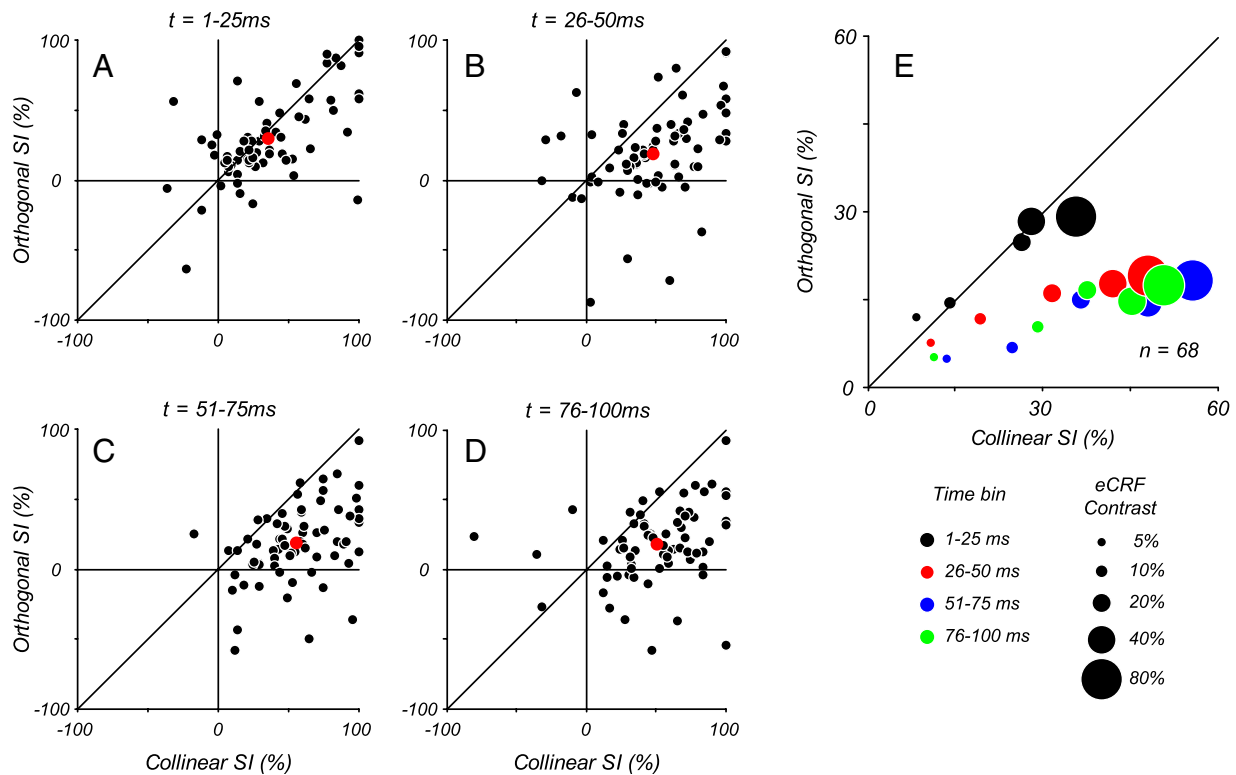 t = 1-25ms
A
100
0
-100
-100
0
100
Orthogonal SI (%)
t = 26-50ms
B
100
0
-100
-100
0
100
t = 51-75ms
C
100
0
-100
-100
0
100
Orthogonal SI (%)
Collinear SI (%)
t = 76-100ms
D
100
0
-100
-100
0
100
Collinear SI (%)
E
60
30
0
0
30
60
Orthogonal SI (%)
Collinear SI (%)
n = 68
Time bin
1-25 ms
26-50 ms
51-75 ms
76-100 ms
eCRF
Contrast
5%
10%
20%
40%
80%